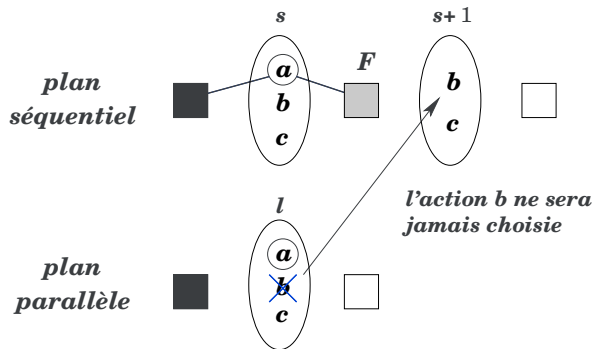 s
s+ 1
a
F
plan
séquentiel
b
b
c
c
l
l'action b ne sera
jamais choisie
a
plan
parallèle
b
c